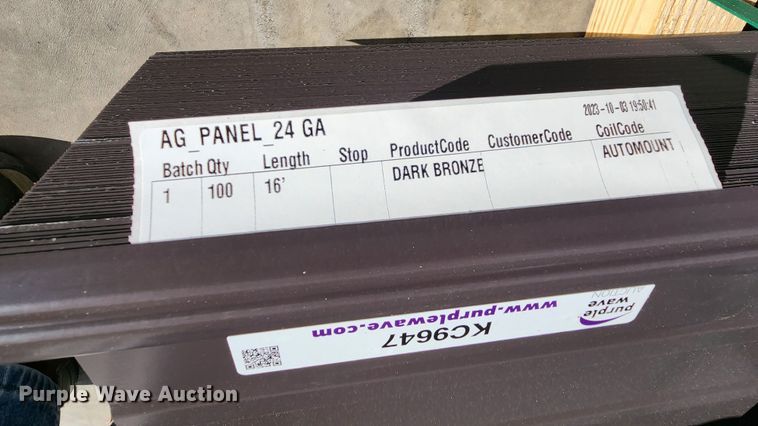 2023-10-03 19:50:41
AG_PANEL_24 GA
Batch Qty Length Stop ProductCode CustomerCode CoilCode
1 100 16' DARK BRONZE AUTOMOUNT
purple wave AUCTION
www.purplewave.com
KC9647
Purple Wave Auction